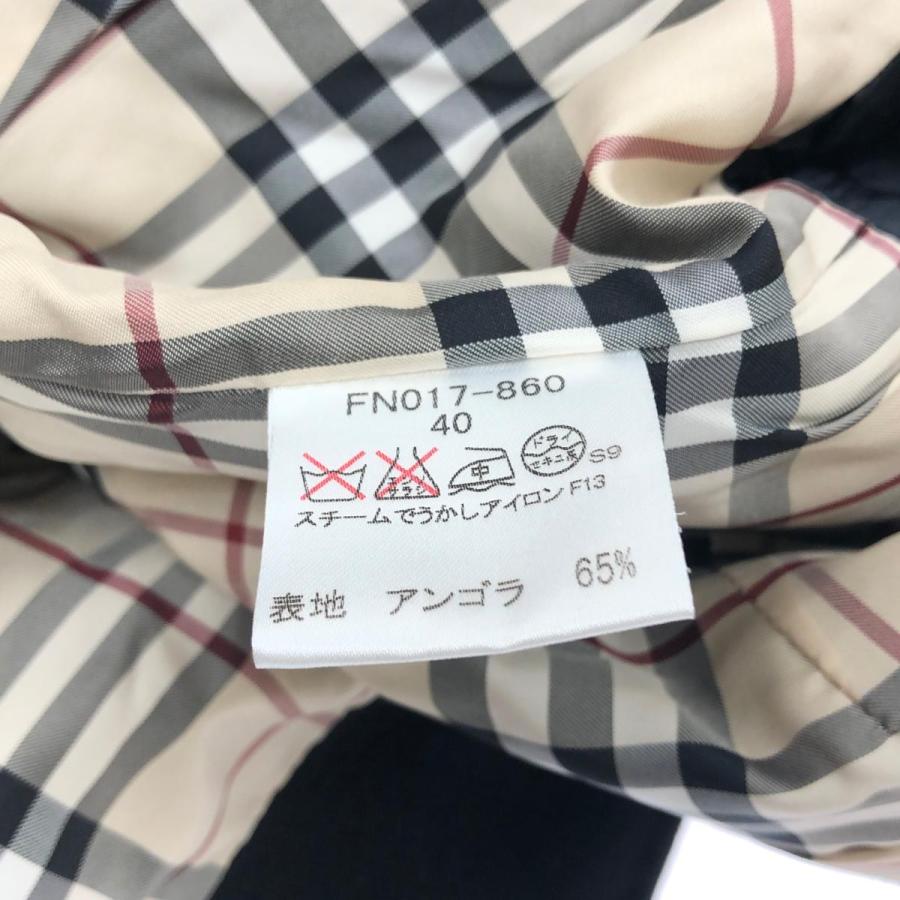 FN017-860
40
中
ドライ
セキユ系
S9
スチームでうかしアイロン F13
表地 アンゴラ 65%